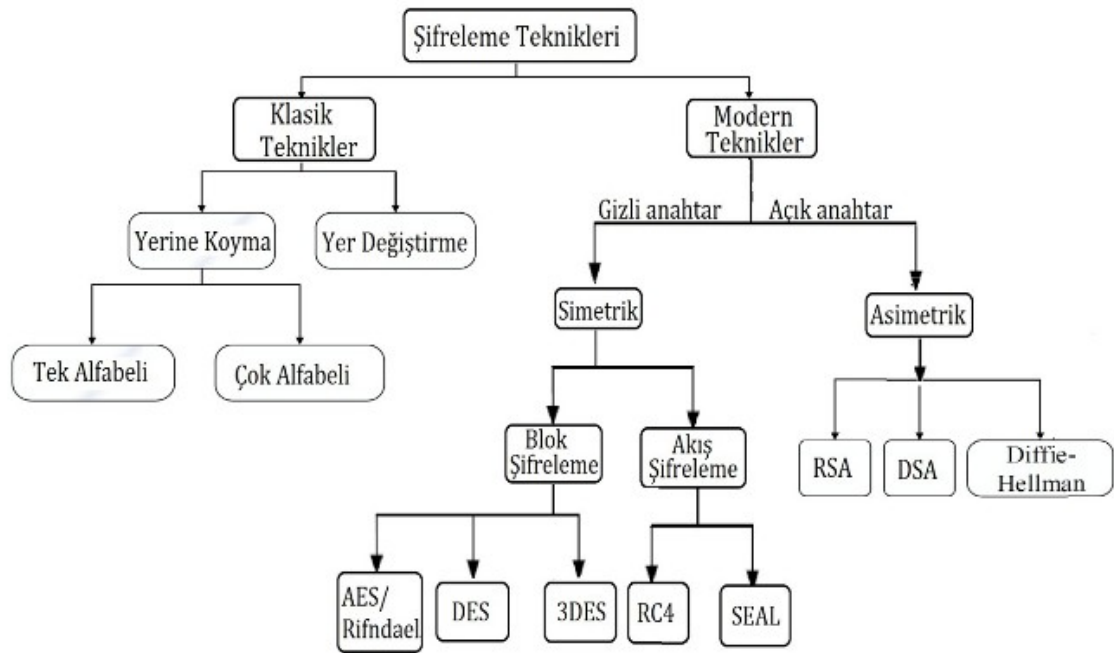 Şifreleme Teknikleri
Klasik
Teknikler
Modern
Teknikler
Gizli anahtar
Açık anahtar
Yerine Koyma
Yer Değiştirme
Simetrik
Asimetrik
Tek Alfabeli
Çok Alfabeli
Blok
Şifreleme
Akış
Şifreleme
RSA
DSA
Diffie-
Hellman
AES/
Rifndael
DES
3DES
RC4
SEAL